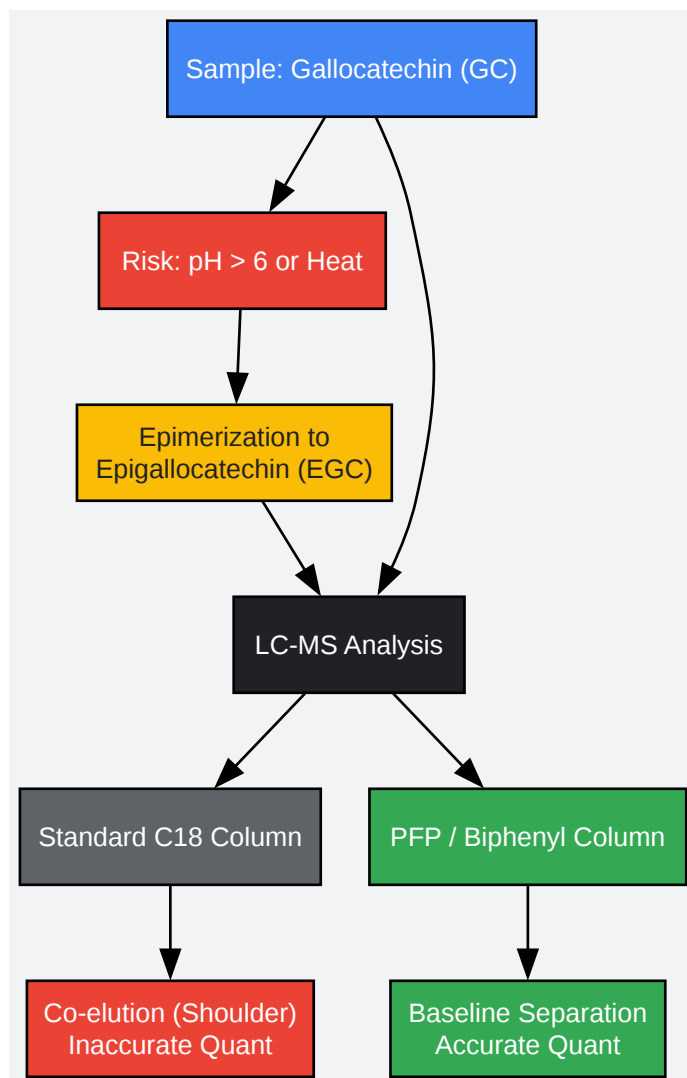 Sample: Gallocatechin (GC)
Risk: pH > 6 or Heat
Epimerization to
Epigallocatechin (EGC)
LC-MS Analysis
Standard C18 Column
PFP / Biphenyl Column
Co-elution (Shoulder)
Inaccurate Quant
Baseline Separation
Accurate Quant